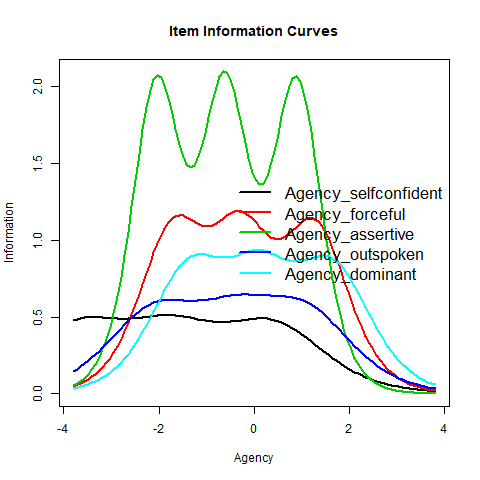 Item Information Curves
Information
2.0
1.5
1.0
0.5
0.0
Agency_selfconfident
Agency_forceful
Agency_assertive
Agency_outspoken
Agency_dominant
-4
-2
0
2
4
Agency